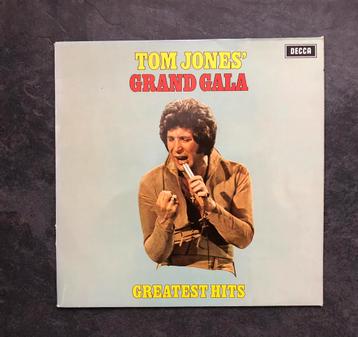 TOM JONES'
DECCA
GRAND GALA
GREATEST HITS